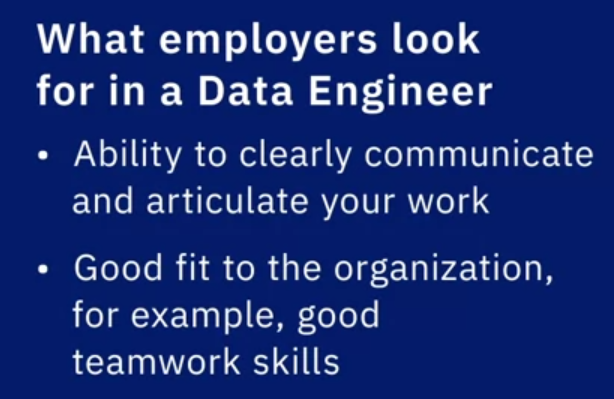 What employers look
for in a Data Engineer
• Ability to clearly communicate
and articulate your work
• Good fit to the organization,
for example, good
teamwork skills